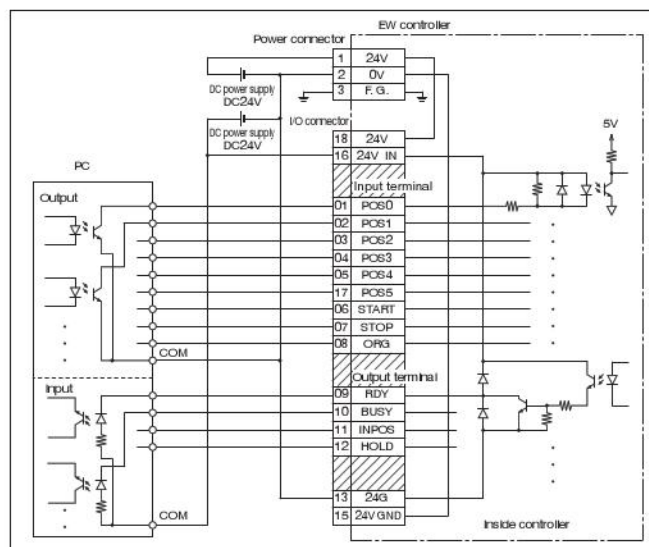 EW controller
Power connector
1 24V
2 0V
3 F. G.
DC power supply
DC24V
I/O connector
DC power supply
DC24V
18 24V
16 24V IN
5V
PC
Input terminal
Output
01 POS0
02 POS1
03 POS2
04 POS3
05 POS4
17 POS5
06 START
07 STOP
08 ORG
COM
Output terminal
Input
09 RDY
10 BUSY
11 INPOS
12 HOLD
13 24G
COM
15 24V GND
Inside controller